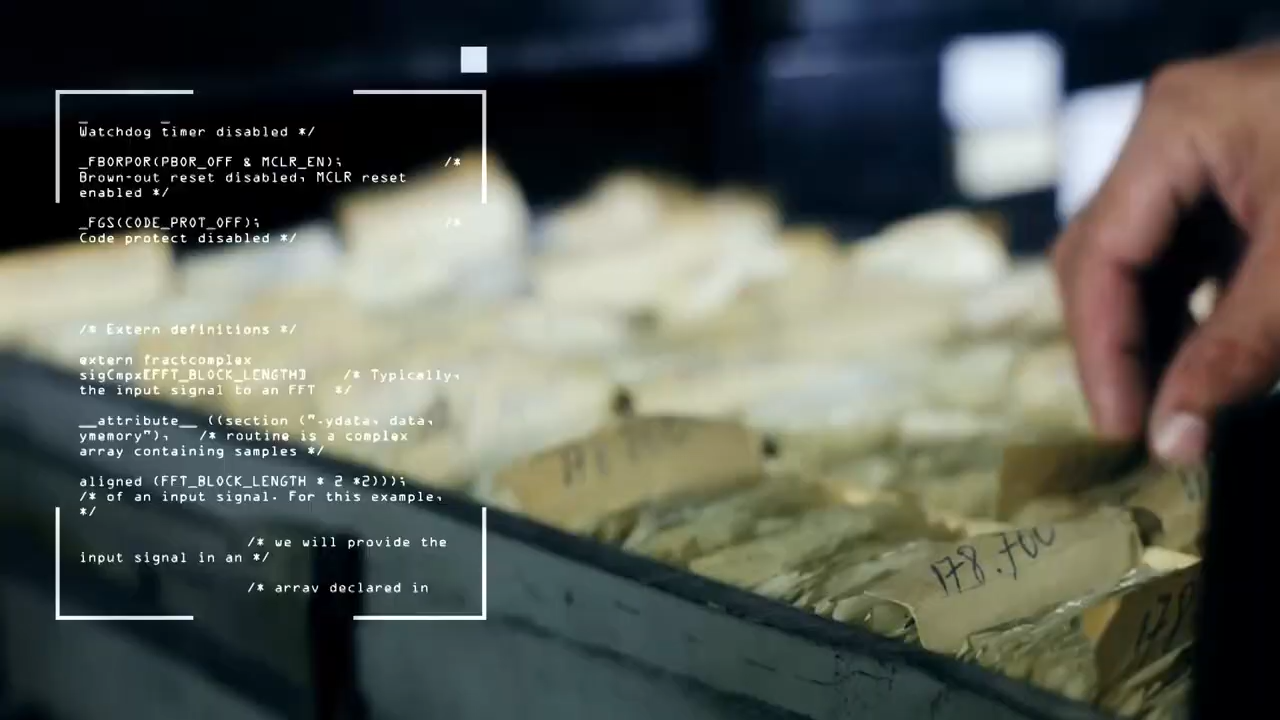 Watchdog timer disabled */
_FBORPOR(PBOR_OFF & MCLR_EN); /*
Brown-out reset disabled, MCLR reset
enabled */
_FGS(CODE_PROT_OFF); /*
Code protect disabled */
/* Extern definitions */
extern fractcomplex
sigCmpx[FFT_BLOCK_LENGTH] /* Typically,
the input signal to an FFT */
__attribute__ ((section (".ydata, data,
ymemory"), /* routine is a complex
array containing samples */
aligned (FFT_BLOCK_LENGTH * 2 *2)));
/* of an input signal. For this example,
*/
/* we will provide the
input signal in an */
/* array declared in
178.700